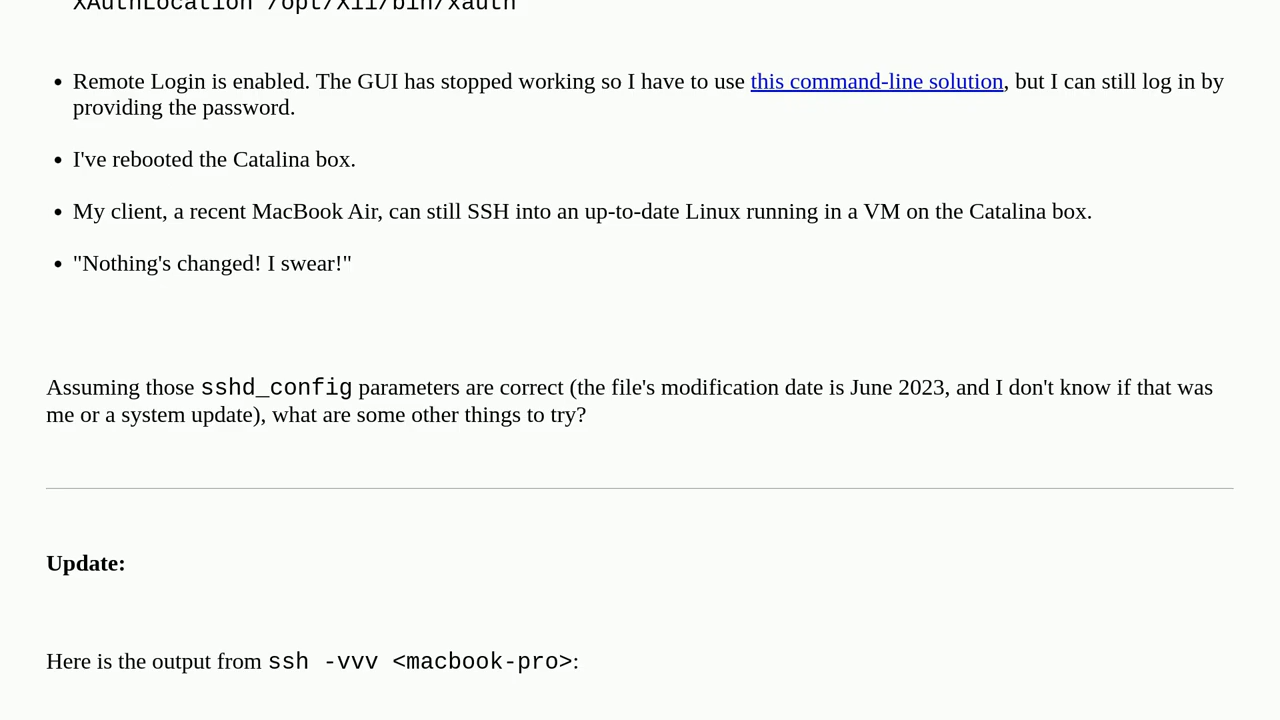 XAuthLocation /opt/X11/bin/xauth
• Remote Login is enabled. The GUI has stopped working so I have to use this command-line solution, but I can still log in by
providing the password.
• I've rebooted the Catalina box.
• My client, a recent MacBook Air, can still SSH into an up-to-date Linux running in a VM on the Catalina box.
• "Nothing's changed! I swear!"
Assuming those sshd_config parameters are correct (the file's modification date is June 2023, and I don't know if that was
me or a system update), what are some other things to try?
Update:
Here is the output from ssh -vvv <macbook-pro>: